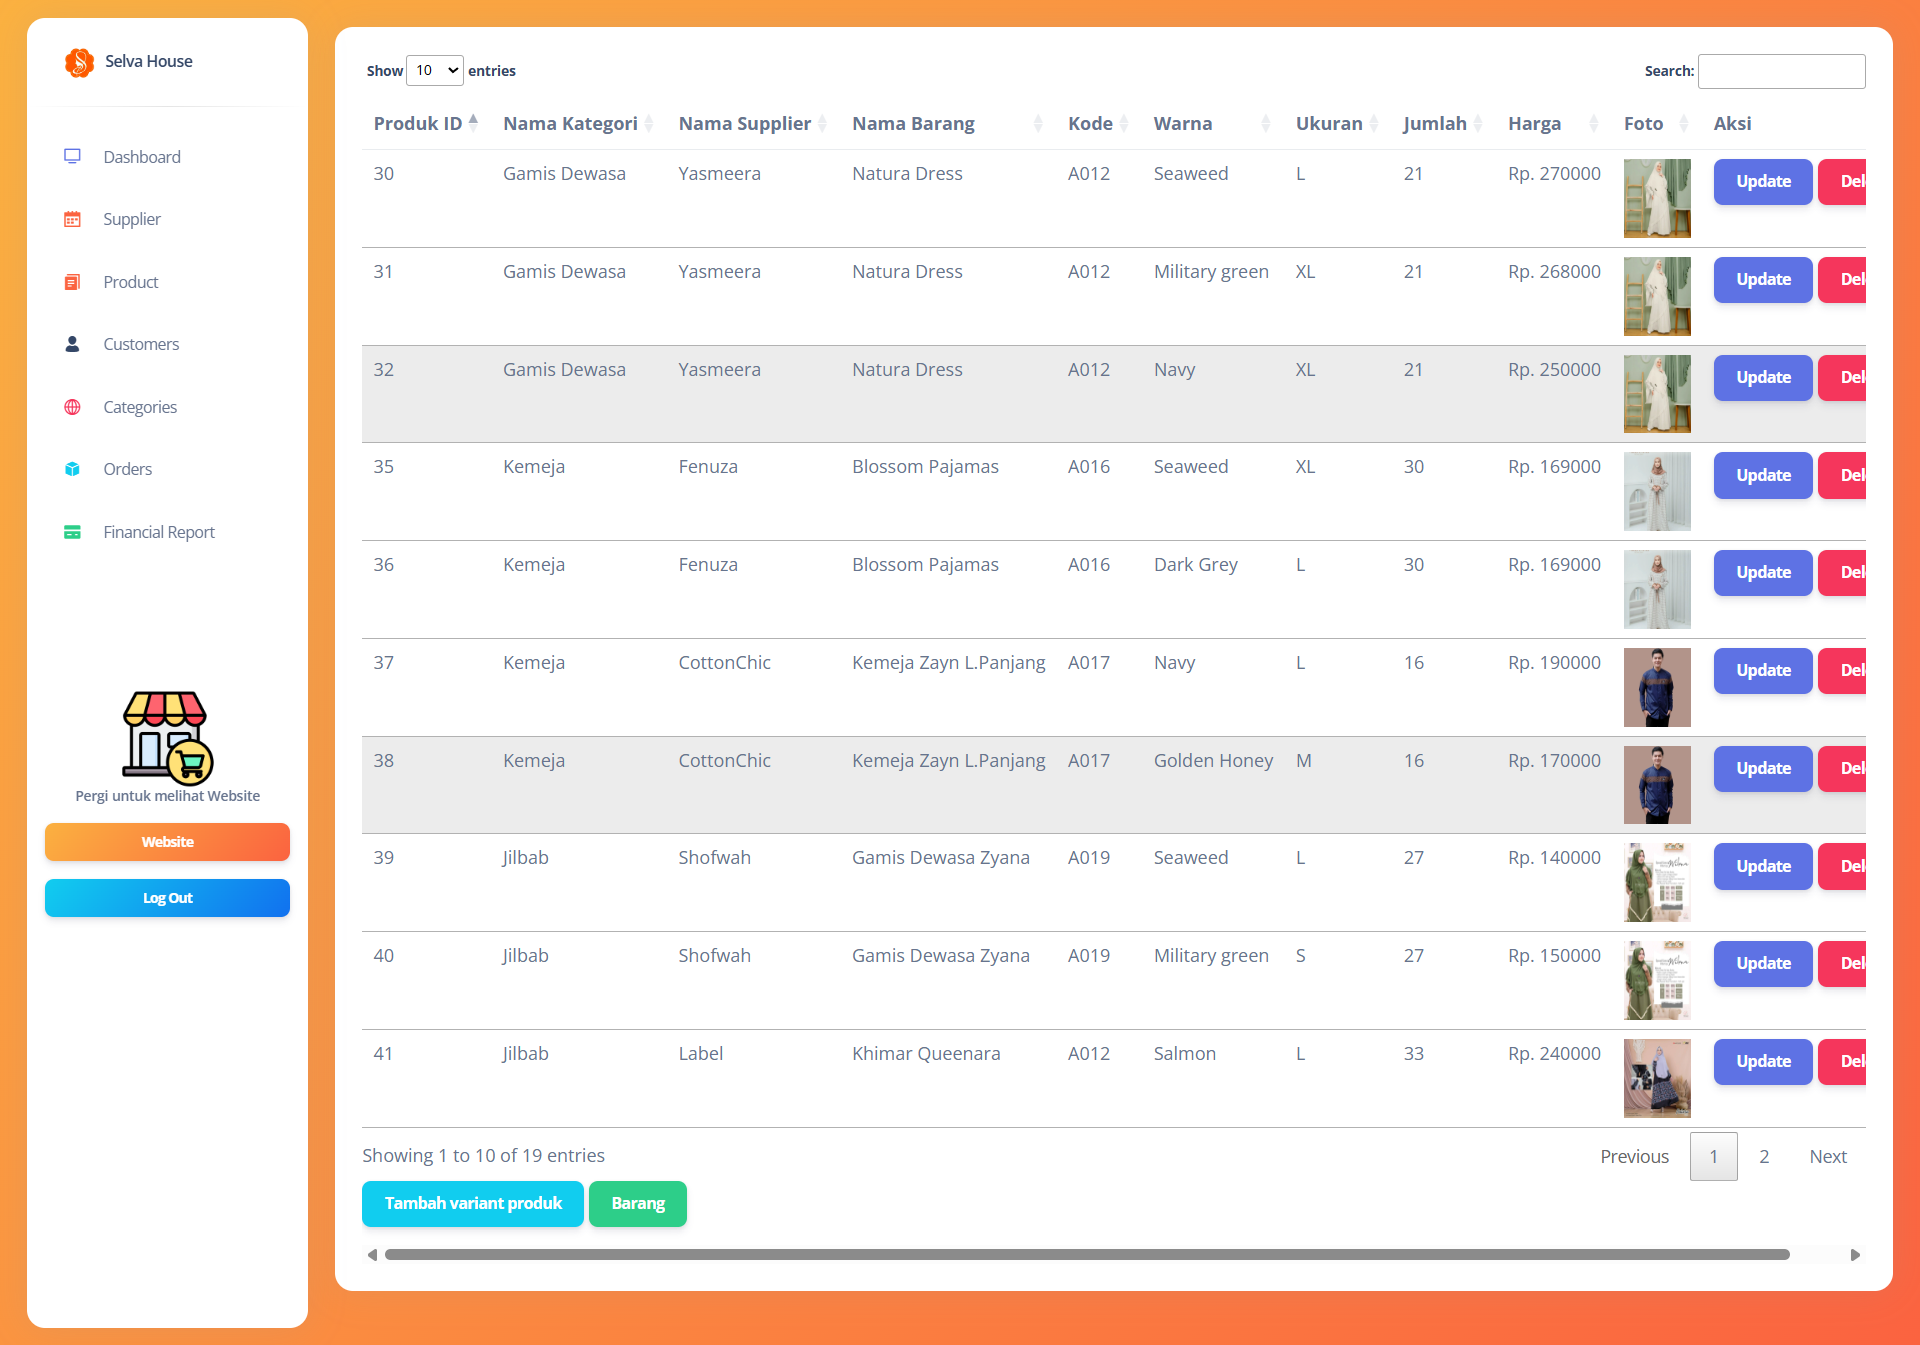 Selva House
Dashboard
Supplier
Product
Customers
Categories
Orders
Financial Report
Pergi untuk melihat Website
Website
Log Out
Show 10 entries
Search:
Produk ID Nama Kategori Nama Supplier Nama Barang Kode Warna Ukuran Jumlah Harga Foto Aksi
30 Gamis Dewasa Yasmeera Natura Dress A012 Seaweed L 21 Rp. 270000 Update Del
31 Gamis Dewasa Yasmeera Natura Dress A012 Military green XL 21 Rp. 268000 Update Del
32 Gamis Dewasa Yasmeera Natura Dress A012 Navy XL 21 Rp. 250000 Update Del
35 Kemeja Fenuza Blossom Pajamas A016 Seaweed XL 30 Rp. 169000 Update Del
36 Kemeja Fenuza Blossom Pajamas A016 Dark Grey L 30 Rp. 169000 Update Del
37 Kemeja CottonChic Kemeja Zayn L.Panjang A017 Navy L 16 Rp. 190000 Update Del
38 Kemeja CottonChic Kemeja Zayn L.Panjang A017 Golden Honey M 16 Rp. 170000 Update Del
39 Jilbab Shofwah Gamis Dewasa Zyana A019 Seaweed L 27 Rp. 140000 Update Del
40 Jilbab Shofwah Gamis Dewasa Zyana A019 Military green S 27 Rp. 150000 Update Del
41 Jilbab Label Khimar Queenara A012 Salmon L 33 Rp. 240000 Update Del
Showing 1 to 10 of 19 entries
Previous 1 2 Next
Tambah variant produk
Barang